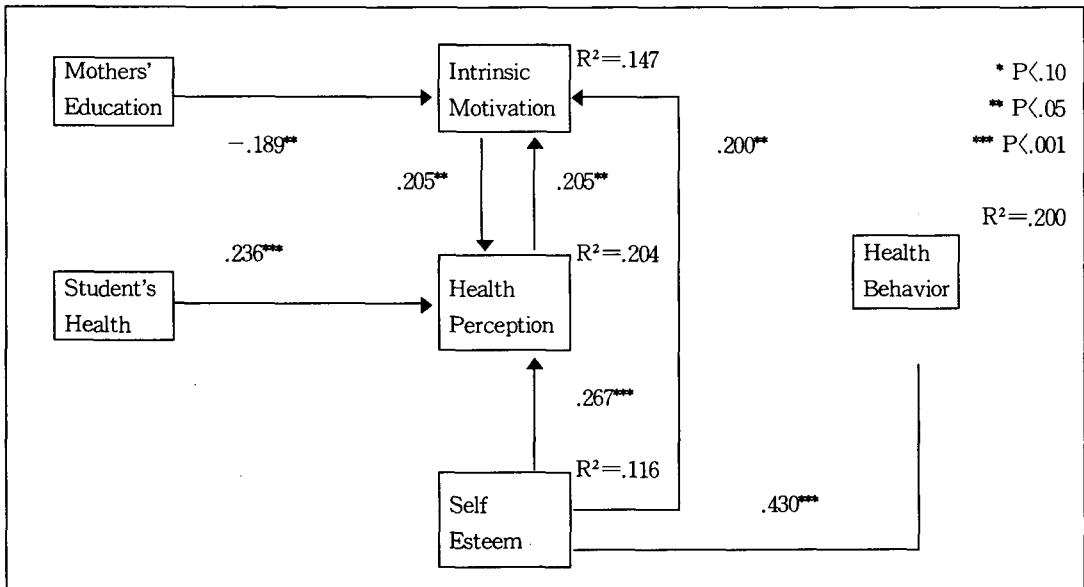 Mothers'
Education
Intrinsic
Motivation
R²=.147
* P<.10
** P<.05
*** P<.001
−.189**
.200**
.205**
.205**
R²=.200
.236***
Student's
Health
Health
Perception
R²=.204
Health
Behavior
.267***
R²=.116
Self
Esteem
.430***